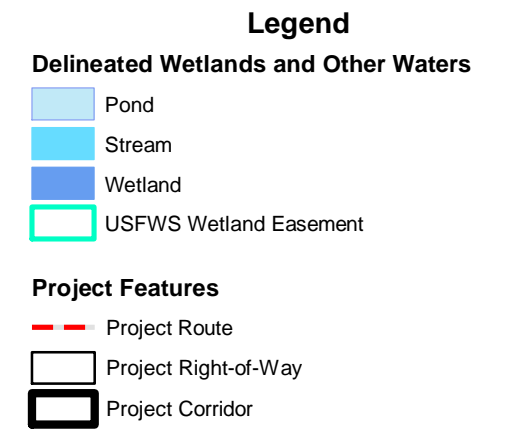 Legend
Delineated Wetlands and Other Waters
Pond
Stream
Wetland
USFWS Wetland Easement
Project Features
Project Route
Project Right-of-Way
Project Corridor